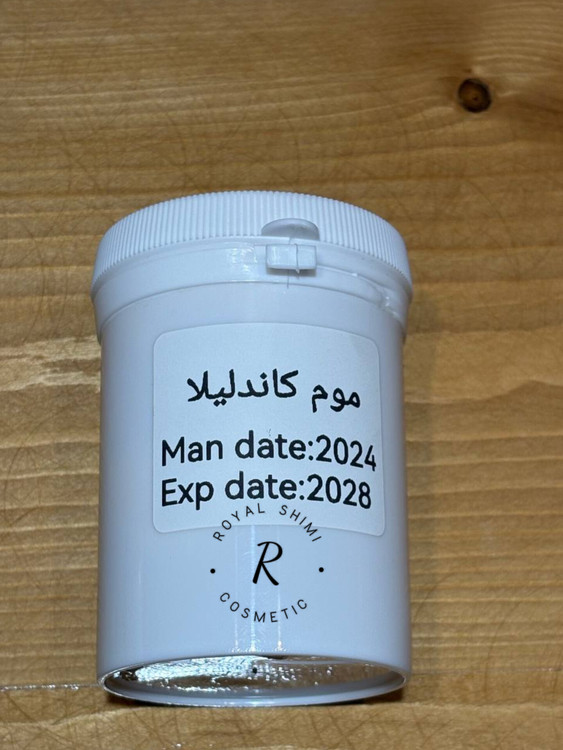 موم کاندلیلا
Man date:2024
Exp date:2028
ROYAL SHIMI
R
COSMETIC